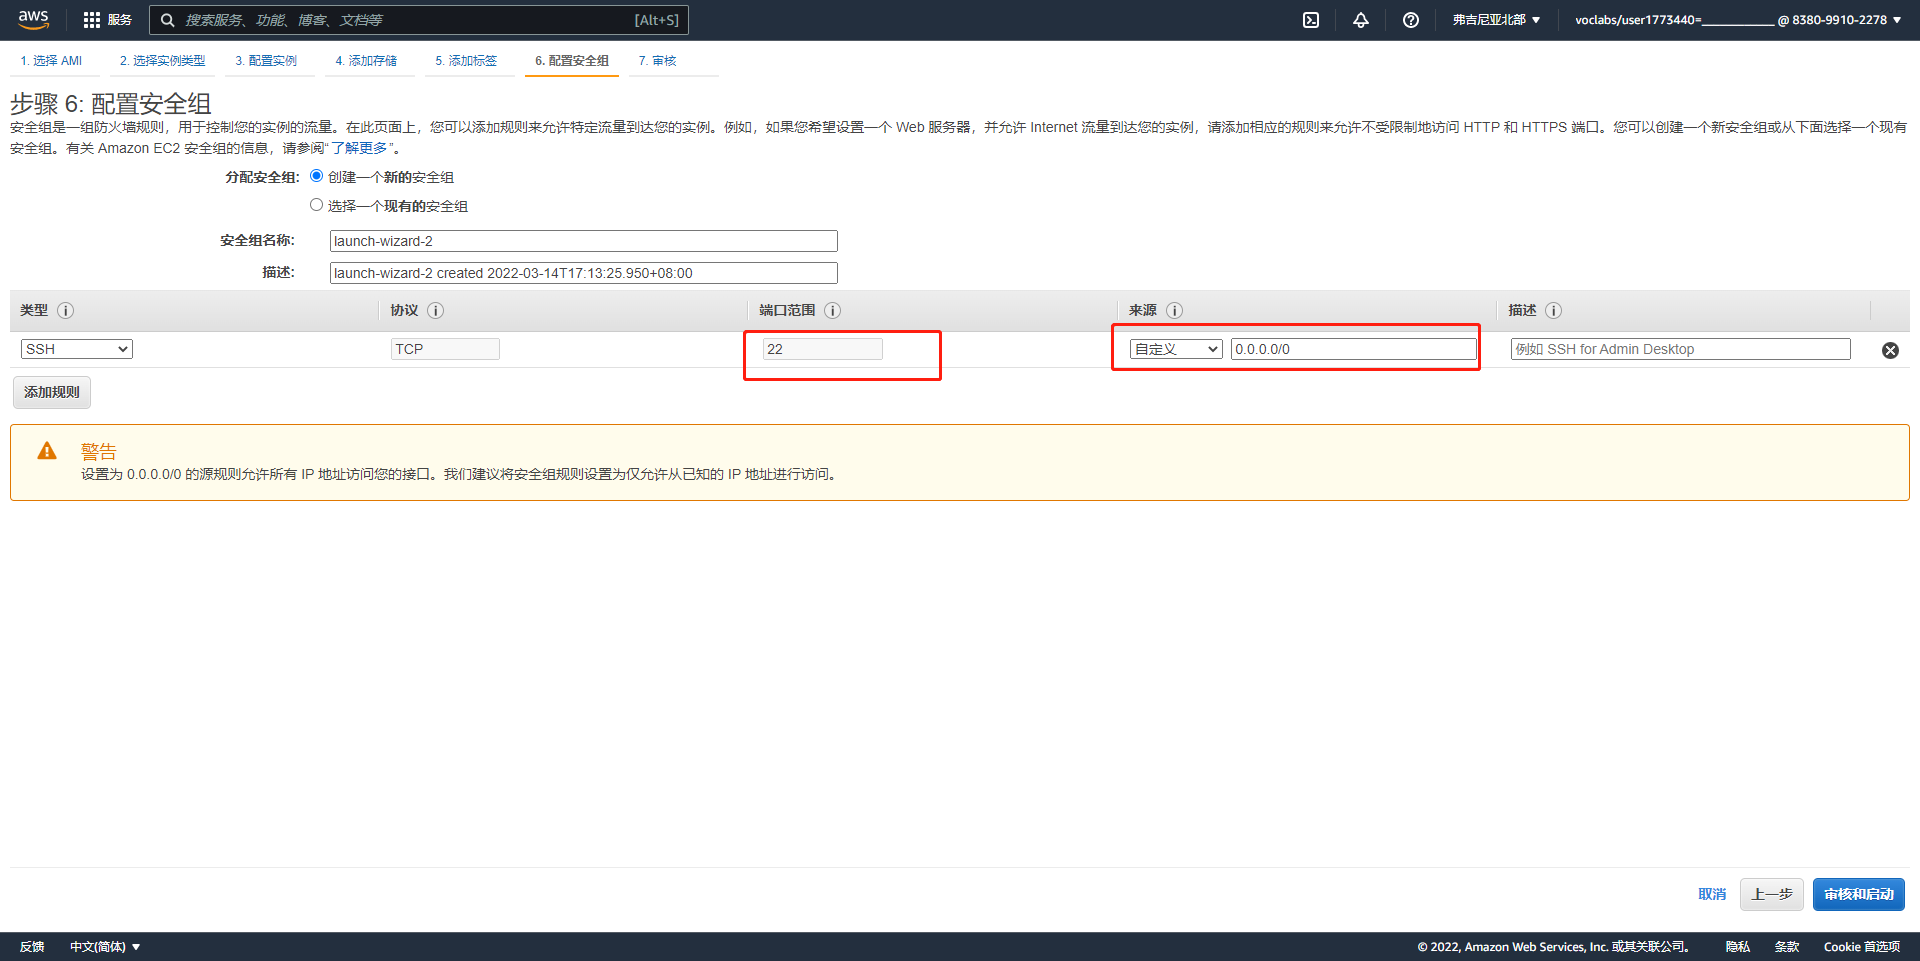 aws 服务 搜索服务、功能、博客、文档等 [Alt+S] 弗吉尼亚北部 ▼ voclabs/user1773440=____________ @ 8380-9910-2278 ▼
1. 选择 AMI 2. 选择实例类型 3. 配置实例 4. 添加存储 5. 添加标签 6. 配置安全组 7. 审核
步骤 6: 配置安全组
安全组是一组防火墙规则，用于控制您的实例的流量。在此页面上，您可以添加规则来允许特定流量到达您的实例。例如，如果您希望设置一个 Web 服务器，并允许 Internet 流量到达您的实例，请添加相应的规则来允许不受限制地访问 HTTP 和 HTTPS 端口。您可以创建一个新安全组或从下面选择一个现有
安全组。有关 Amazon EC2 安全组的信息，请参阅“了解更多”。
分配安全组: 创建一个新的安全组
选择一个现有的安全组
安全组名称: launch-wizard-2
描述: launch-wizard-2 created 2022-03-14T17:13:25.950+08:00
类型 i 协议 i 端口范围 i 来源 i 描述 i
SSH TCP 22 自定义 0.0.0.0/0 例如 SSH for Admin Desktop
添加规则
警告
设置为 0.0.0.0/0 的源规则允许所有 IP 地址访问您的接口。我们建议将安全组规则设置为仅允许从已知的 IP 地址进行访问。
取消 上一步 审核和启动
反馈 中文(简体) ▼ © 2022, Amazon Web Services, Inc. 或其关联公司。 隐私 条款 Cookie 首选项